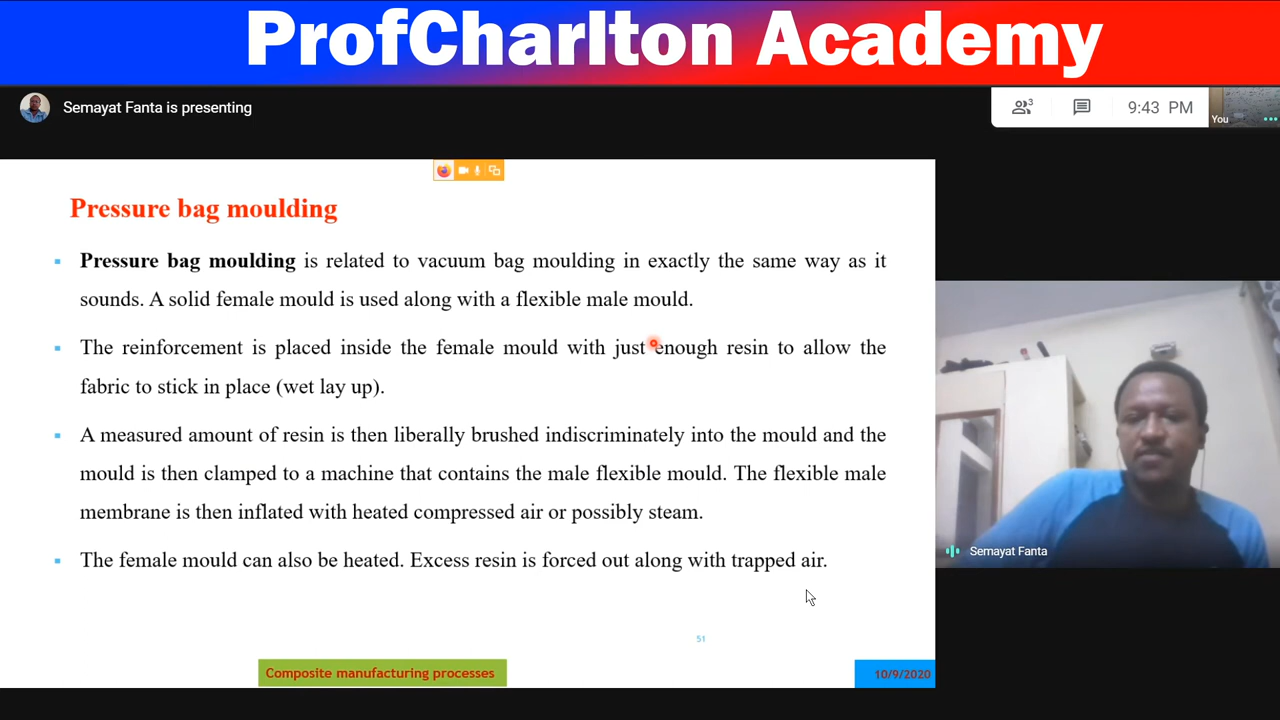 ProfCharlton Academy
Semayat Fanta is presenting
3
9:43 PM
You
Pressure bag moulding
Pressure bag moulding is related to vacuum bag moulding in exactly the same way as it
sounds. A solid female mould is used along with a flexible male mould.
The reinforcement is placed inside the female mould with just enough resin to allow the
fabric to stick in place (wet lay up).
A measured amount of resin is then liberally brushed indiscriminately into the mould and the
mould is then clamped to a machine that contains the male flexible mould. The flexible male
membrane is then inflated with heated compressed air or possibly steam.
The female mould can also be heated. Excess resin is forced out along with trapped air.
Semayat Fanta
51
Composite manufacturing processes
10/9/2020